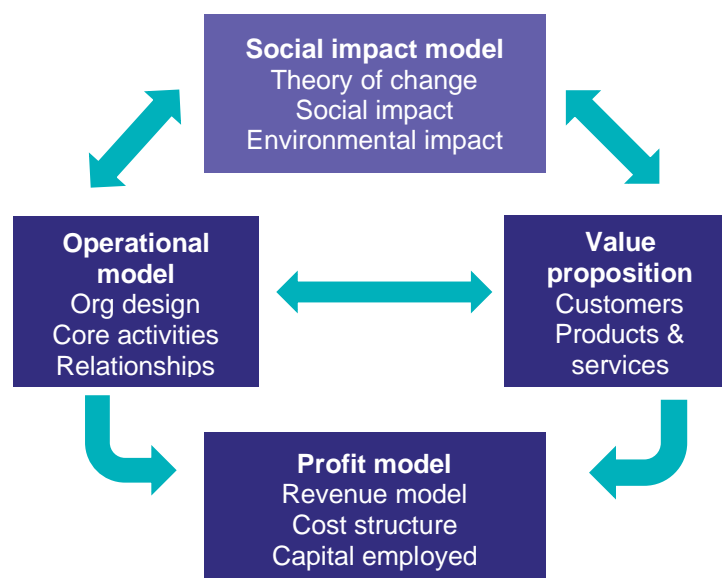 Social impact model
Theory of change
Social impact
Environmental impact
Operational
model
Org design
Core activities
Relationships
Value
proposition
Customers
Products &
services
Profit model
Revenue model
Cost structure
Capital employed